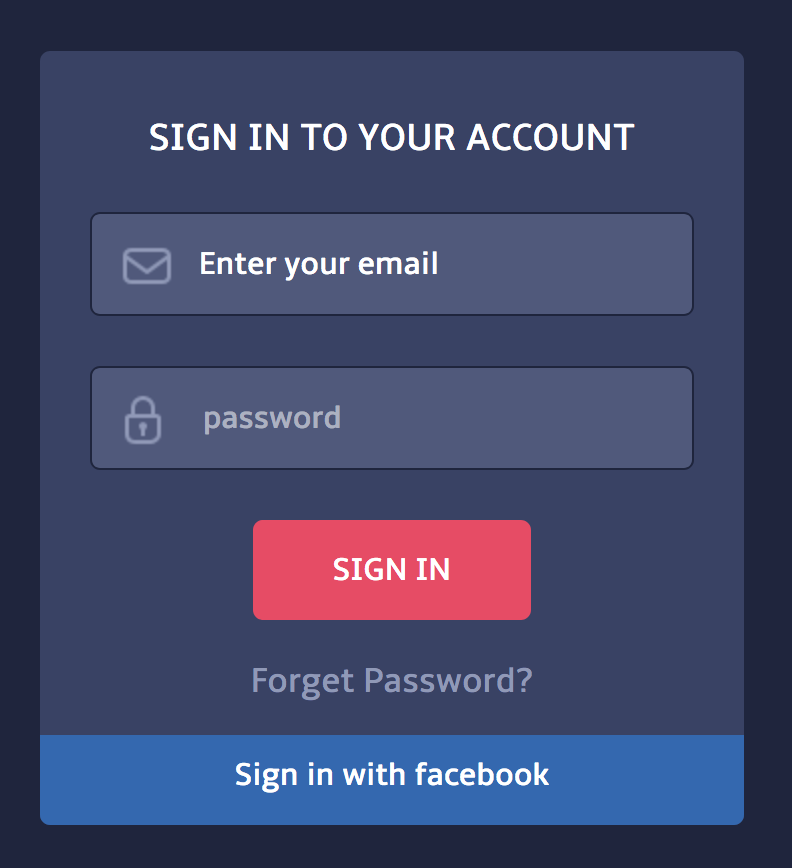 SIGN IN TO YOUR ACCOUNT
Enter your email
password
SIGN IN
Forget Password?
Sign in with facebook